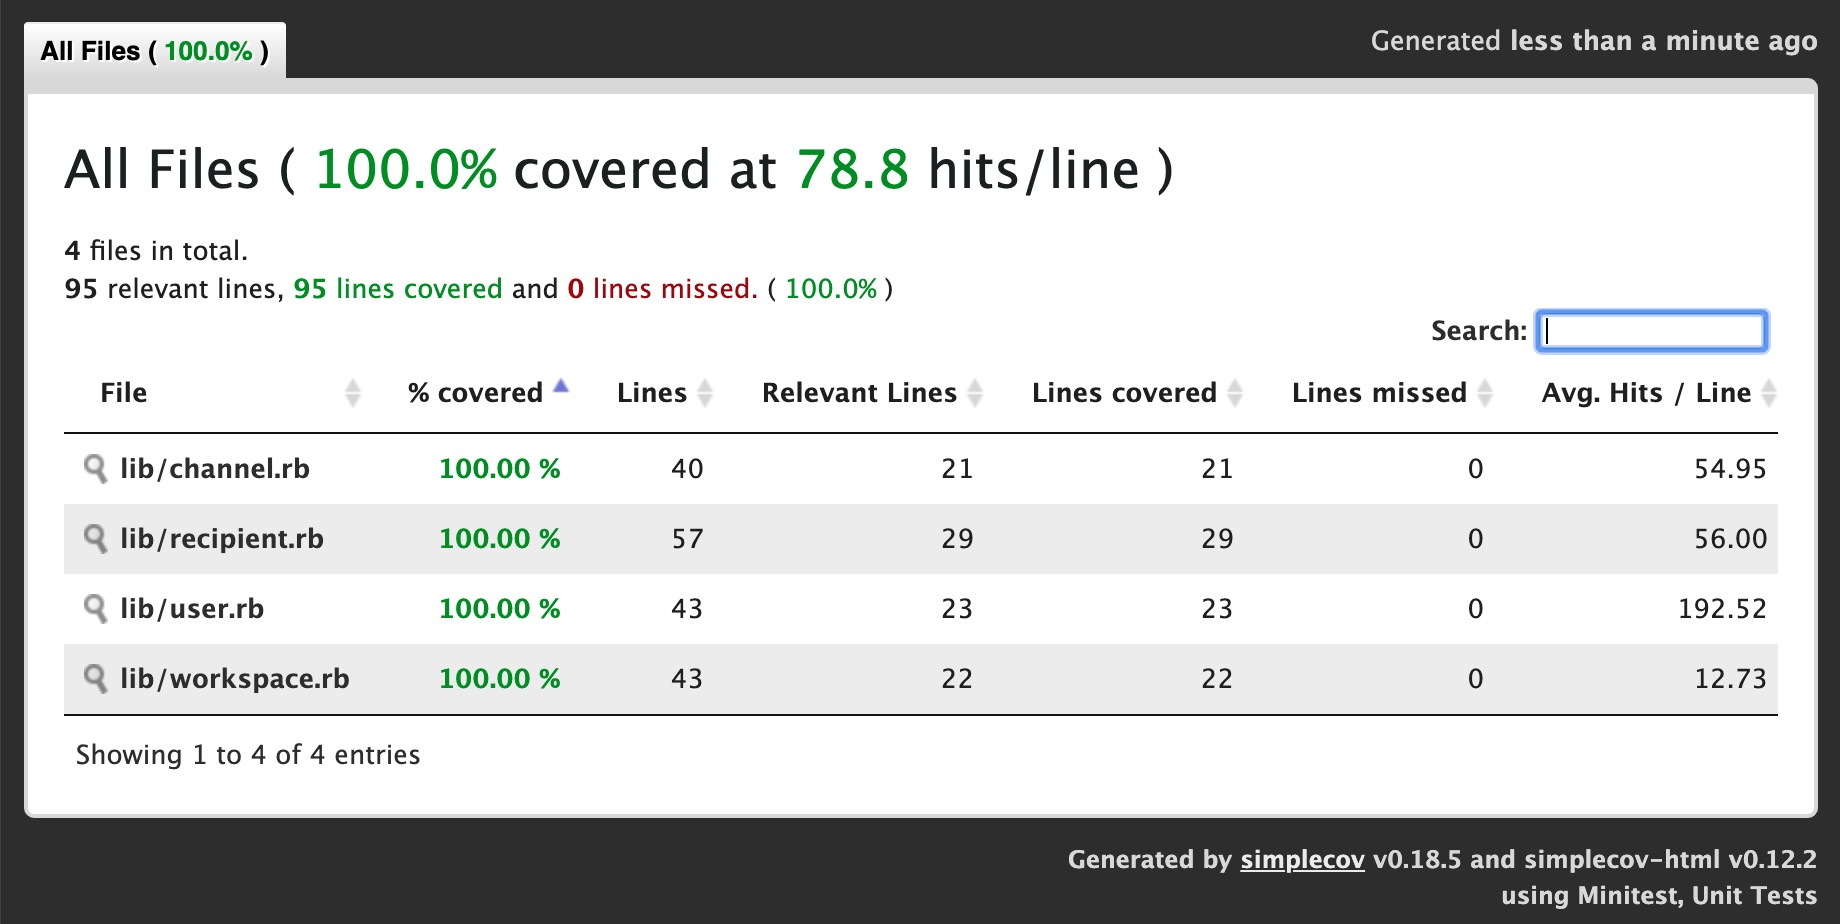 All Files ( 100.0% )
Generated less than a minute ago
All Files ( 100.0% covered at 78.8 hits/line )
4 files in total.
95 relevant lines, 95 lines covered and 0 lines missed. ( 100.0% )
Search:
File % covered Lines Relevant Lines Lines covered Lines missed Avg. Hits / Line
lib/channel.rb 100.00 % 40 21 21 0 54.95
lib/recipient.rb 100.00 % 57 29 29 0 56.00
lib/user.rb 100.00 % 43 23 23 0 192.52
lib/workspace.rb 100.00 % 43 22 22 0 12.73
Showing 1 to 4 of 4 entries
Generated by simplecov v0.18.5 and simplecov-html v0.12.2
using Minitest, Unit Tests